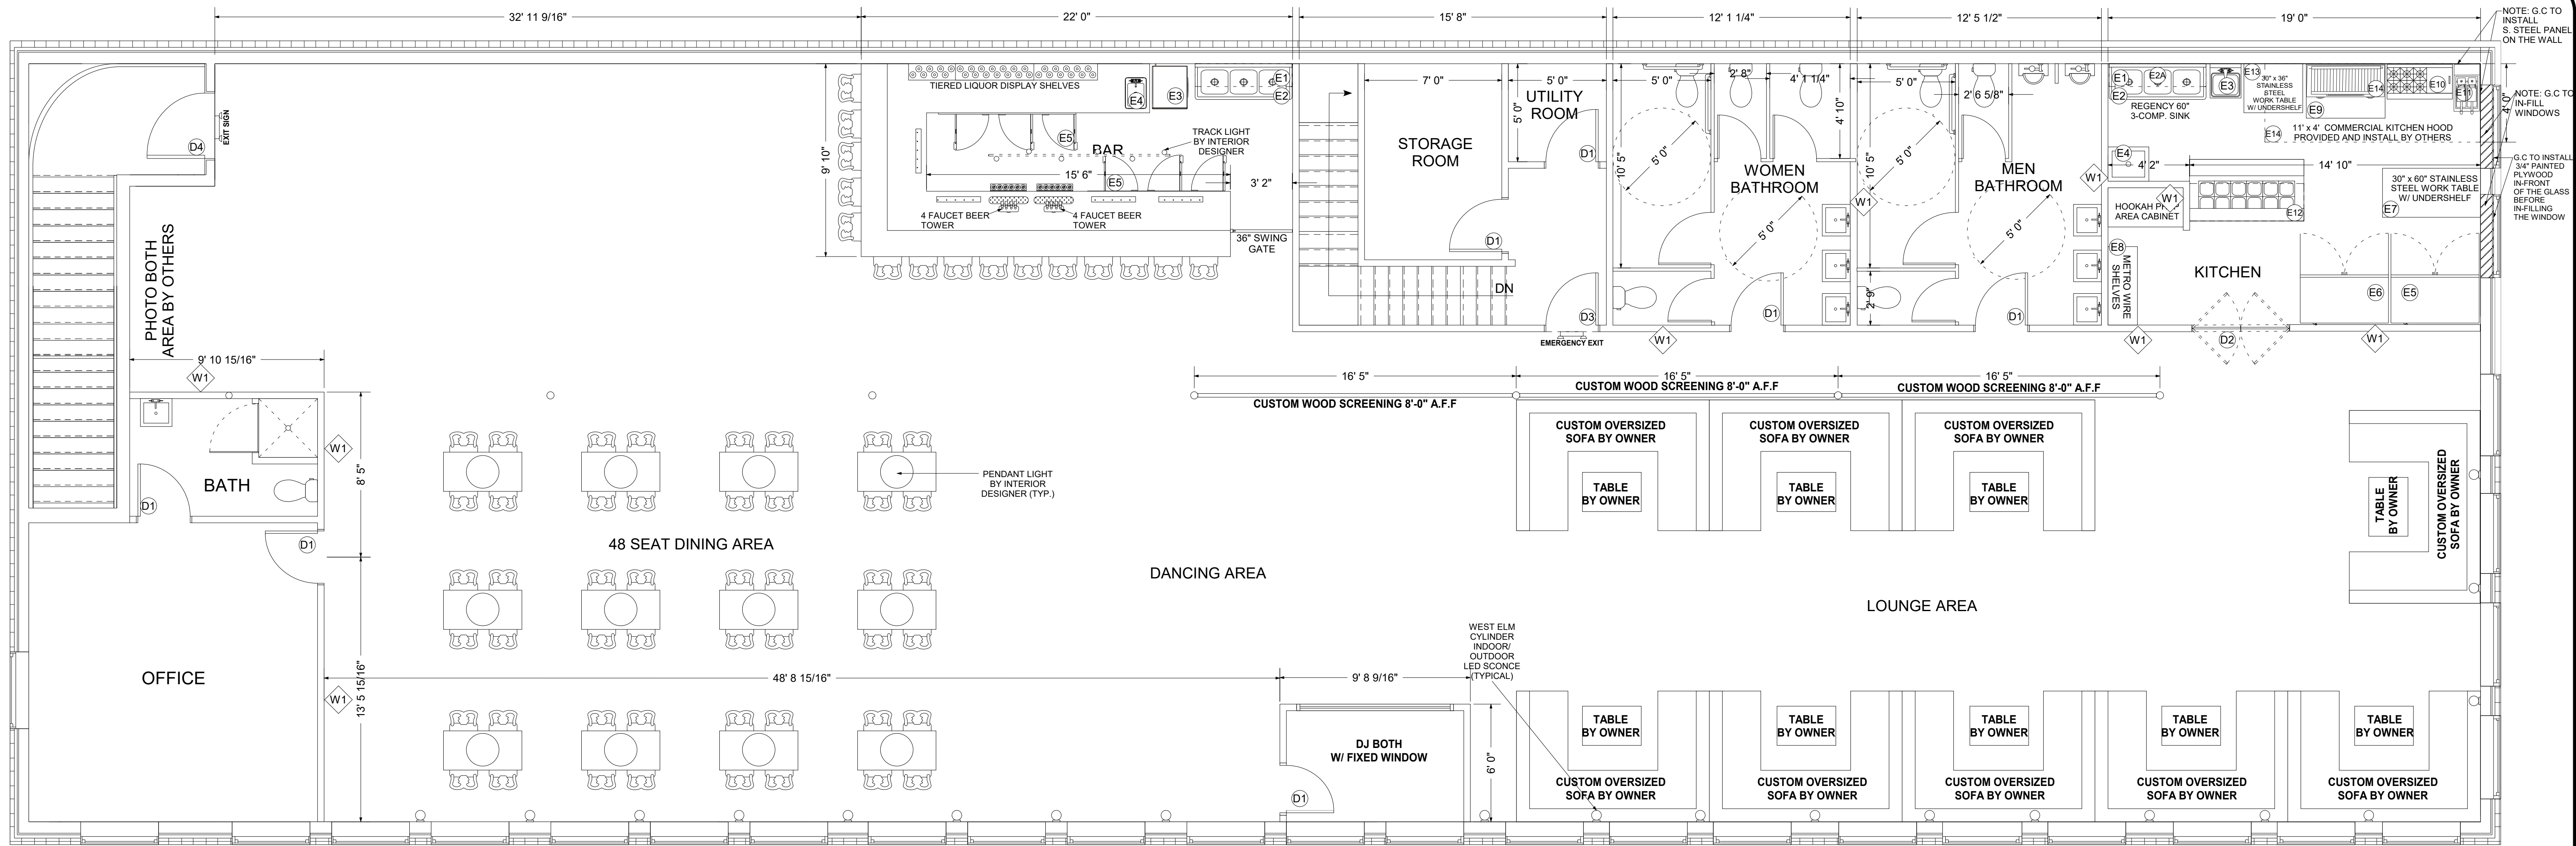 32' 11 9/16"
22' 0"
15' 8"
12' 1 1/4"
12' 5 1/2"
19' 0"
NOTE: G.C TO
INSTALL
S. STEEL PANEL
ON THE WALL
NOTE: G.C TO
IN-FILL
WINDOWS
G.C TO INSTALL
3/4" PAINTED
PLYWOOD
IN-FRONT
OF THE GLASS
BEFORE
IN-FILLING
THE WINDOW
4' 0"
EXIT SIGN
D4
PHOTO BOTH
AREA BY OTHERS
9' 10 15/16"
W1
9' 10"
TIERED LIQUOR DISPLAY SHELVES
E4
E3
E1
E2
E5
BAR
TRACK LIGHT
BY INTERIOR
DESIGNER
15' 6"
E5
3' 2"
4 FAUCET BEER
TOWER
4 FAUCET BEER
TOWER
36" SWING
GATE
7' 0"
5' 0"
UTILITY
ROOM
5' 0"
STORAGE
ROOM
D1
D1
DN
D3
EMERGENCY EXIT
5' 0"
2' 8"
4' 1 1/4"
4' 10"
10' 5"
5' 0"
WOMEN
BATHROOM
5' 0"
2' 9"
D1
W1
W1
5' 0"
2' 6 5/8"
10' 5"
5' 0"
MEN
BATHROOM
5' 0"
D1
W1
E1
E2
E2A
E3
REGENCY 60"
3-COMP. SINK
E13
30" x 36"
STAINLESS
STEEL
WORK TABLE
W/ UNDERSHELF
E9
E14
E10
E11
E14
11' x 4' COMMERCIAL KITCHEN HOOD
PROVIDED AND INSTALL BY OTHERS
E4
4' 2"
14' 10"
W1
HOOKAH
AREA CABINET
E12
30" x 60" STAINLESS
STEEL WORK TABLE
W/ UNDERSHELF
E7
E8
METRO WIRE
SHELVES
KITCHEN
E6
E5
W1
D2
W1
16' 5"
16' 5"
16' 5"
CUSTOM WOOD SCREENING 8'-0" A.F.F
CUSTOM WOOD SCREENING 8'-0" A.F.F
CUSTOM WOOD SCREENING 8'-0" A.F.F
W1
8' 5"
BATH
D1
D1
PENDANT LIGHT
BY INTERIOR
DESIGNER (TYP.)
CUSTOM OVERSIZED
SOFA BY OWNER
CUSTOM OVERSIZED
SOFA BY OWNER
CUSTOM OVERSIZED
SOFA BY OWNER
TABLE
BY OWNER
TABLE
BY OWNER
TABLE
BY OWNER
TABLE
BY OWNER
CUSTOM OVERSIZED
SOFA BY OWNER
48 SEAT DINING AREA
DANCING AREA
LOUNGE AREA
OFFICE
W1
13' 5 15/16"
48' 8 15/16"
9' 8 9/16"
WEST ELM
CYLINDER
INDOOR/
OUTDOOR
LED SCONCE
(TYPICAL)
DJ BOTH
W/ FIXED WINDOW
6' 0"
D1
TABLE
BY OWNER
TABLE
BY OWNER
TABLE
BY OWNER
TABLE
BY OWNER
TABLE
BY OWNER
CUSTOM OVERSIZED
SOFA BY OWNER
CUSTOM OVERSIZED
SOFA BY OWNER
CUSTOM OVERSIZED
SOFA BY OWNER
CUSTOM OVERSIZED
SOFA BY OWNER
CUSTOM OVERSIZED
SOFA BY OWNER